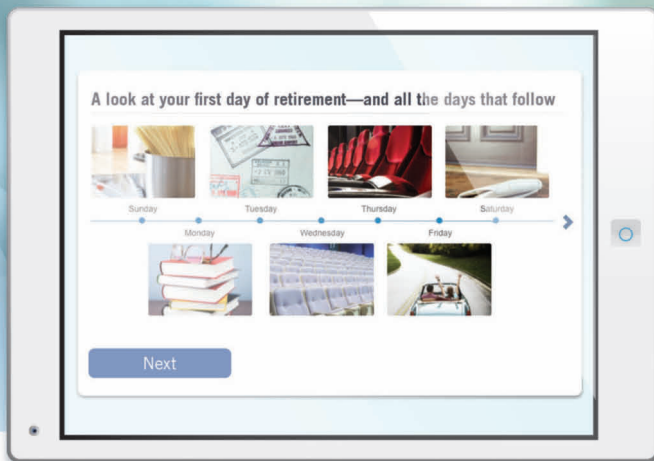 A look at your first day of retirement—and all the days that follow
Sunday
Tuesday
Thursday
Saturday
Monday
Wednesday
Friday
Next